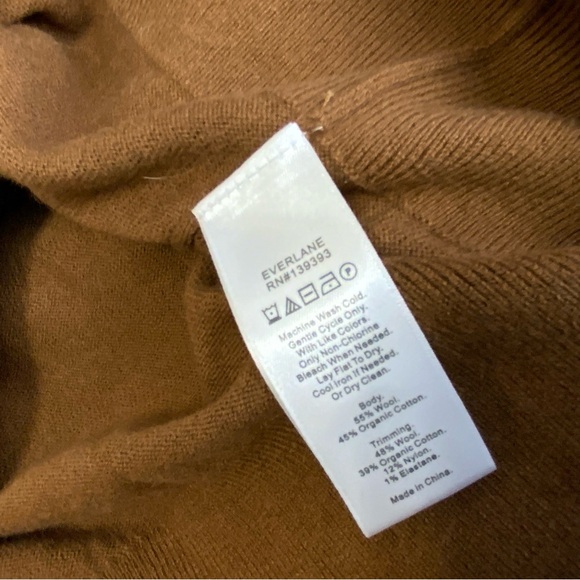 EVERLANE
RN#139393
Machine Wash Cold.
Gentle Cycle Only.
With Like Colors.
Only Non-Chlorine
Bleach When Needed.
Lay Flat To Dry.
Cool Iron If Needed.
Or Dry Clean.
Body.
55% Wool.
45% Organic Cotton.
Trimming.
48% Wool.
39% Organic Cotton.
12% Nylon.
1% Elastane.
Made in China.